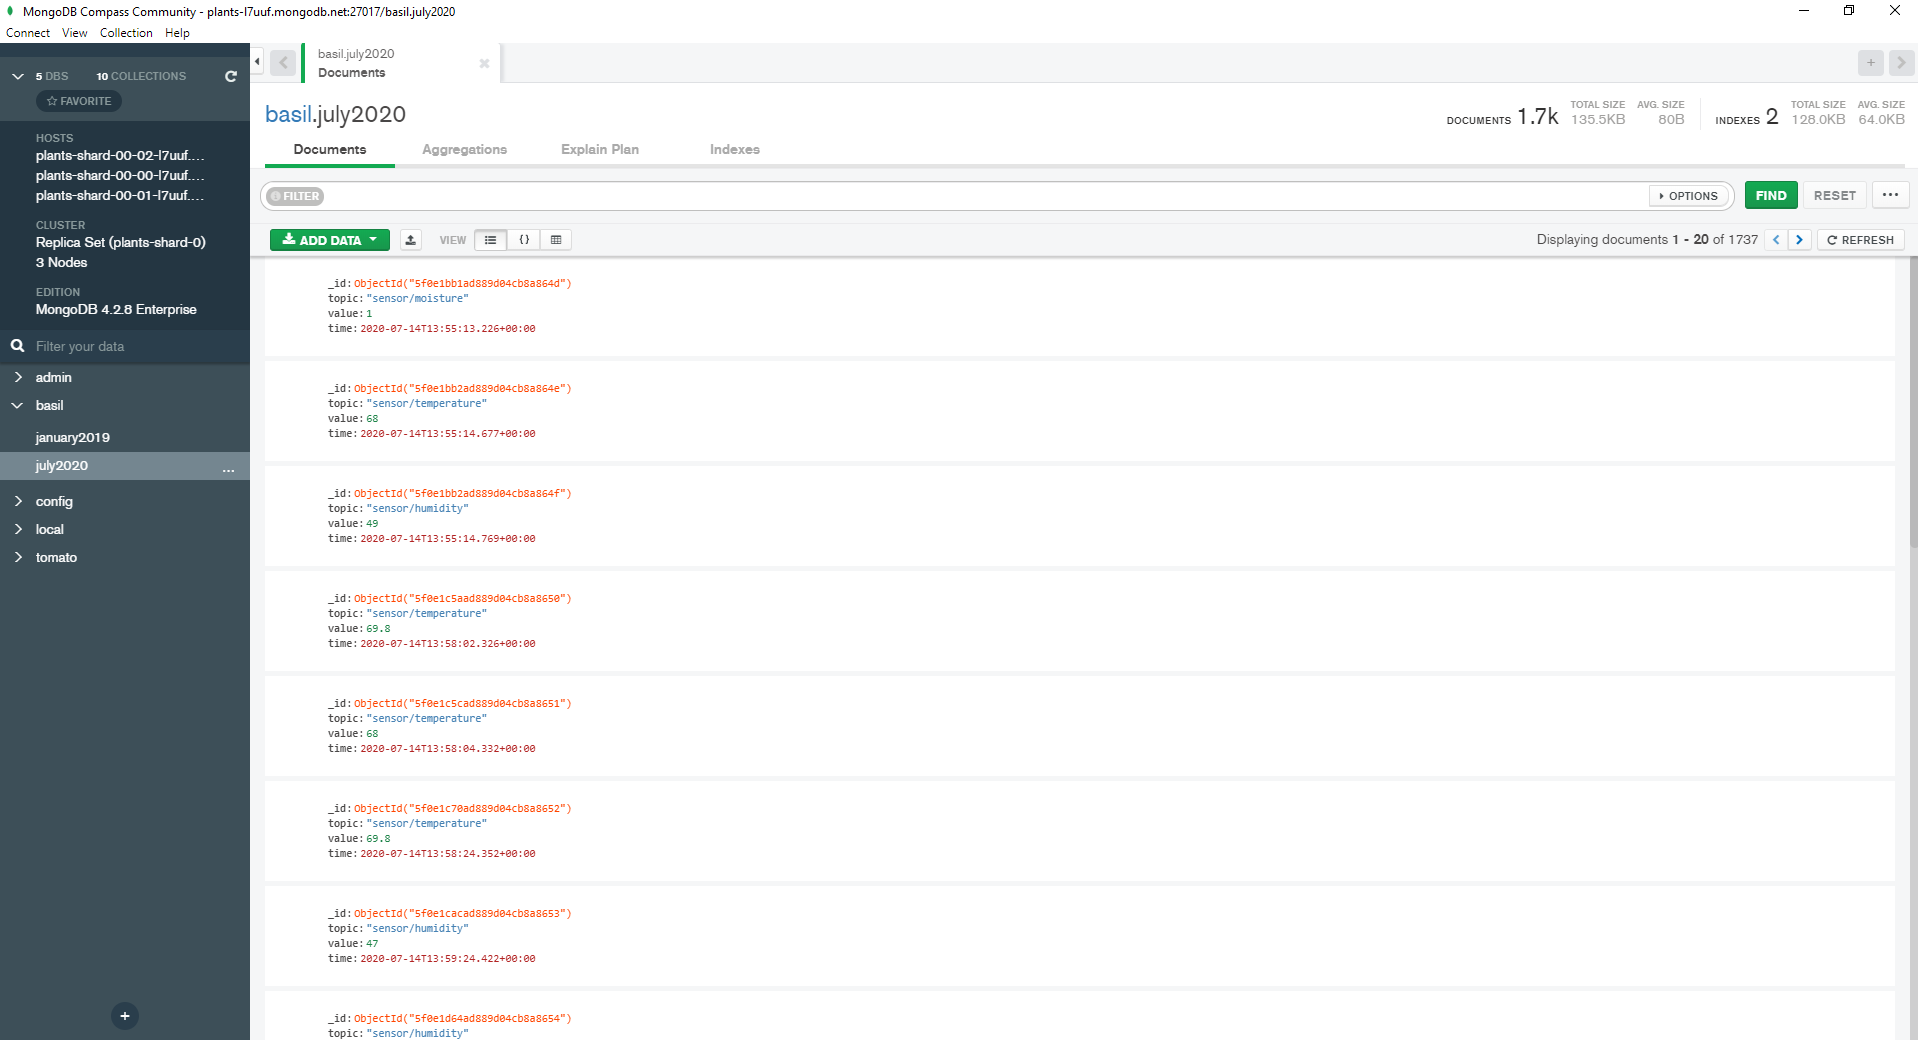 MongoDB Compass Community - plants-l7uuf.mongodb.net:27017/basil.july2020
Connect View Collection Help
5 DBS 10 COLLECTIONS
FAVORITE
HOSTS
plants-shard-00-02-l7uuf....
plants-shard-00-00-l7uuf....
plants-shard-00-01-l7uuf....
CLUSTER
Replica Set (plants-shard-0)
3 Nodes
EDITION
MongoDB 4.2.8 Enterprise
Filter your data
admin
basil
january2019
july2020 ...
config
local
tomato
+
basil.july2020
Documents
basil.july2020
DOCUMENTS 1.7k TOTAL SIZE 135.5KB AVG. SIZE 80B INDEXES 2 TOTAL SIZE 128.0KB AVG. SIZE 64.0KB
Documents Aggregations Explain Plan Indexes
FILTER OPTIONS FIND RESET ...
ADD DATA VIEW {} Displaying documents 1 - 20 of 1737 < > REFRESH
_id: ObjectId("5f0e1bb1ad889d04cb8a864d")
topic: "sensor/moisture"
value: 1
time: 2020-07-14T13:55:13.226+00:00
_id: ObjectId("5f0e1bb2ad889d04cb8a864e")
topic: "sensor/temperature"
value: 68
time: 2020-07-14T13:55:14.677+00:00
_id: ObjectId("5f0e1bb2ad889d04cb8a864f")
topic: "sensor/humidity"
value: 49
time: 2020-07-14T13:55:14.769+00:00
_id: ObjectId("5f0e1c5aad889d04cb8a8650")
topic: "sensor/temperature"
value: 69.8
time: 2020-07-14T13:58:02.326+00:00
_id: ObjectId("5f0e1c5cad889d04cb8a8651")
topic: "sensor/temperature"
value: 68
time: 2020-07-14T13:58:04.332+00:00
_id: ObjectId("5f0e1c70ad889d04cb8a8652")
topic: "sensor/temperature"
value: 69.8
time: 2020-07-14T13:58:24.352+00:00
_id: ObjectId("5f0e1cacad889d04cb8a8653")
topic: "sensor/humidity"
value: 47
time: 2020-07-14T13:59:24.422+00:00
_id: ObjectId("5f0e1d64ad889d04cb8a8654")
topic: "sensor/humidity"